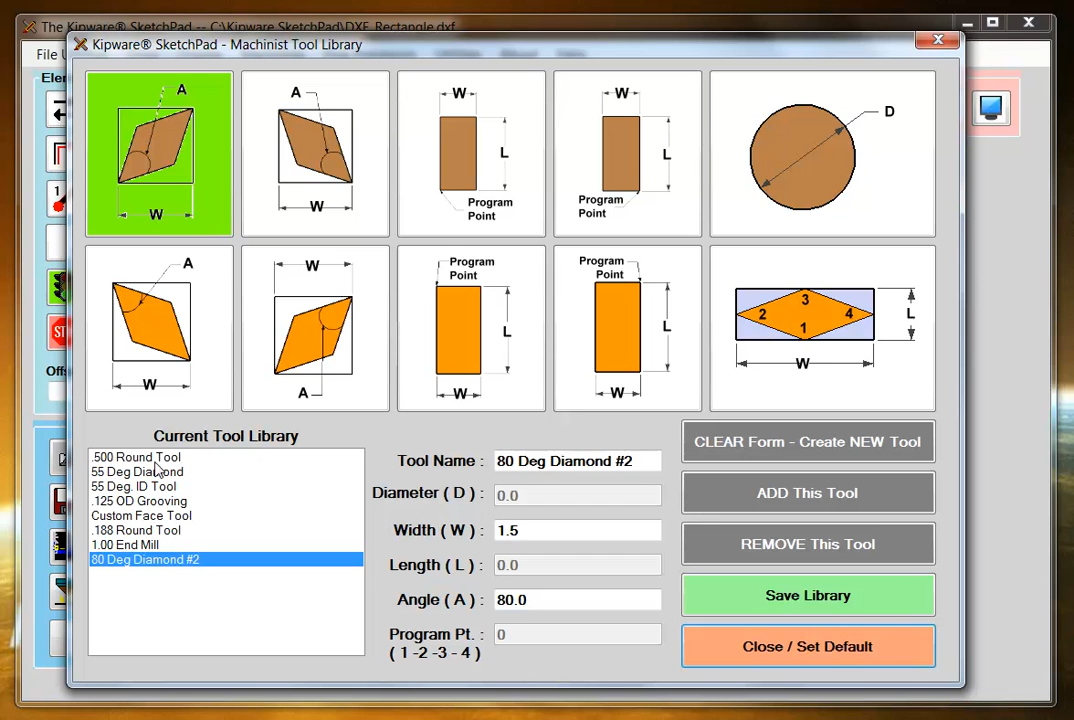 The Kipware® SketchPad -- C:\Kipware SketchPad\DXF_Rectangle.dxf
Kipware® SketchPad - Machinist Tool Library
File
Elem
1
STO
Offs
A
W
A
W
W
L
Program
Point
W
L
Program
Point
D
A
W
W
A
Program
Point
L
W
Program
Point
L
W
3
2
4
1
L
W
Current Tool Library
.500 Round Tool
55 Deg Diamond
55 Deg. ID Tool
.125 OD Grooving
Custom Face Tool
.188 Round Tool
1.00 End Mill
80 Deg Diamond #2
Tool Name : 80 Deg Diamond #2
Diameter ( D ) : 0.0
Width ( W ) : 1.5
Length ( L ) : 0.0
Angle ( A ) : 80.0
Program Pt. : 0
( 1 -2 -3 - 4 )
CLEAR Form - Create NEW Tool
ADD This Tool
REMOVE This Tool
Save Library
Close / Set Default